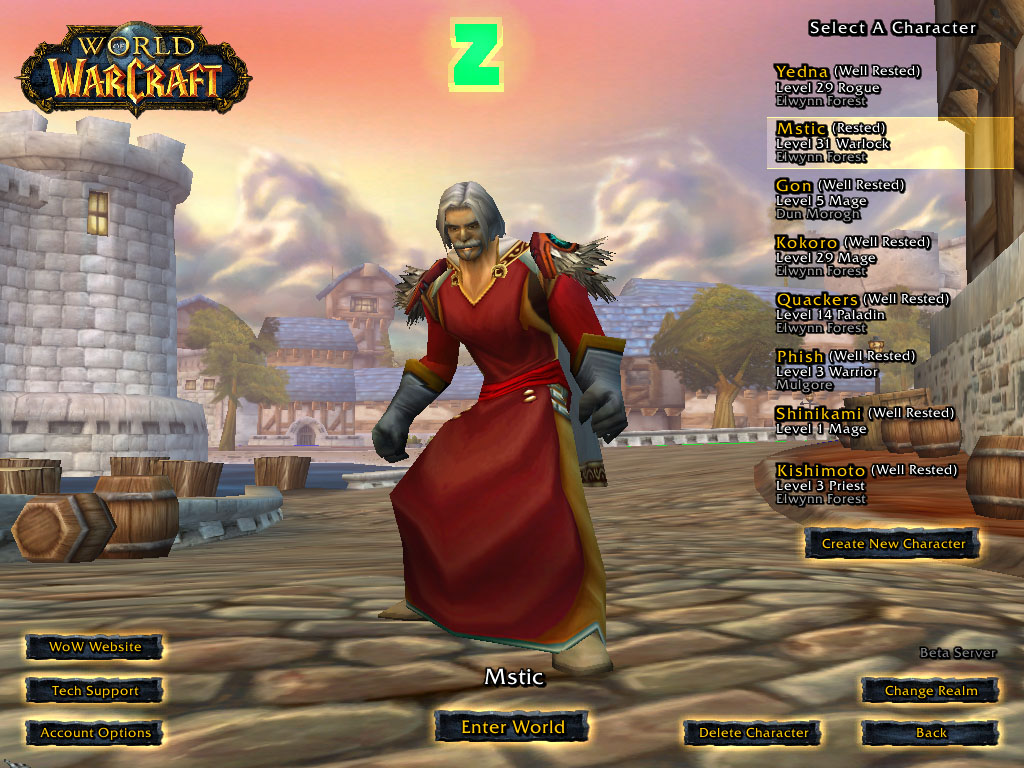 WORLD
OF
WARCRAFT
Z
Select A Character
Yedna (Well Rested)
Level 29 Rogue
Elwynn Forest
Mstic (Rested)
Level 31 Warlock
Elwynn Forest
Gon (Well Rested)
Level 5 Mage
Dun Morogh
Kokoro (Well Rested)
Level 29 Mage
Elwynn Forest
Quackers (Well Rested)
Level 14 Paladin
Elwynn Forest
Phish (Well Rested)
Level 3 Warrior
Mulgore
Shinikami (Well Rested)
Level 1 Mage
Kishimoto (Well Rested)
Level 3 Priest
Elwynn Forest
Create New Character
WoW Website
Tech Support
Account Options
Mstic
Enter World
Beta Server
Change Realm
Delete Character
Back